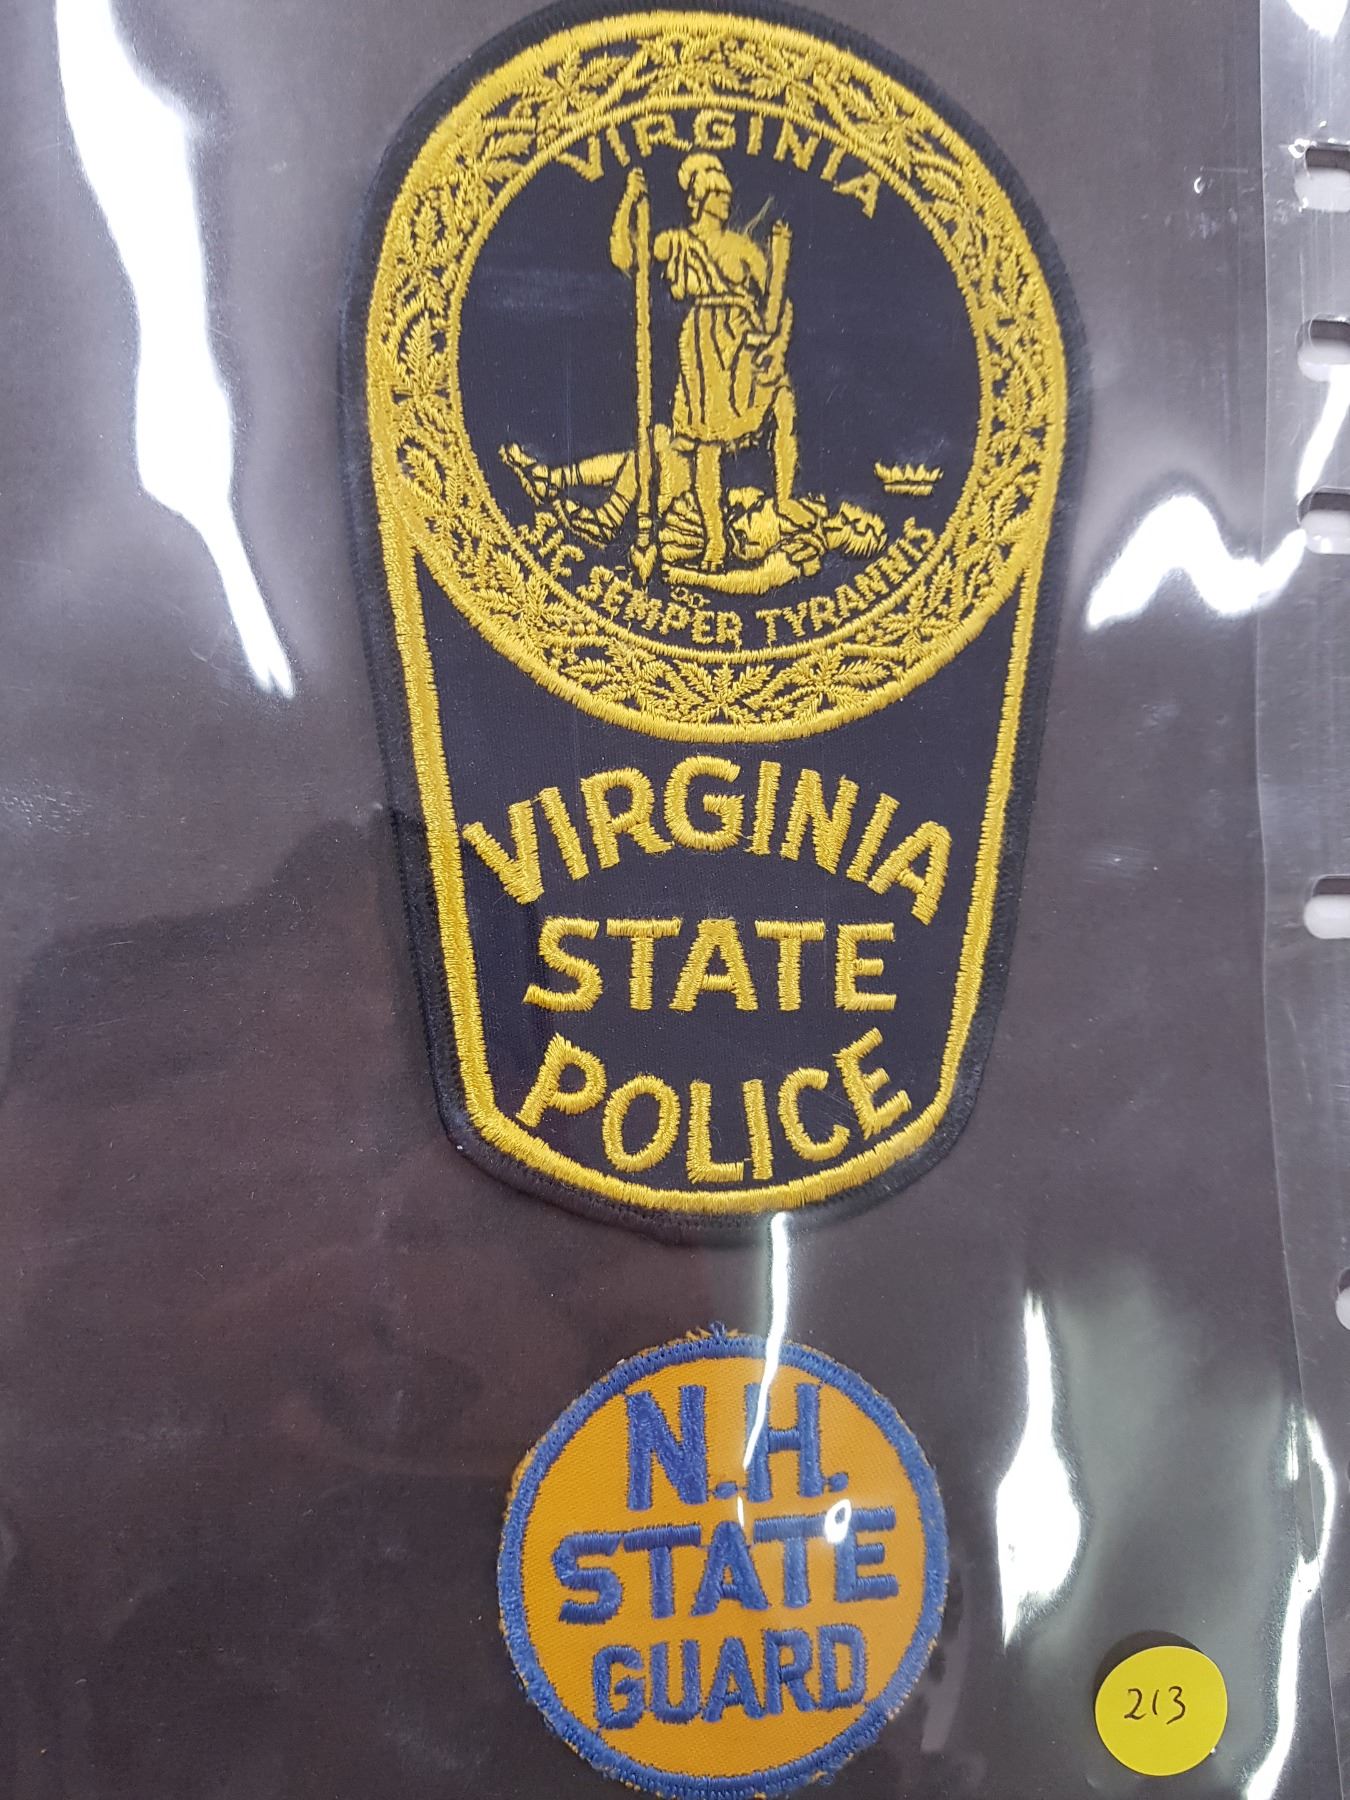 VIRGINIA
SIC SEMPER TYRANNIS
VIRGINIA
STATE
POLICE
N.H.
STATE
GUARD
213